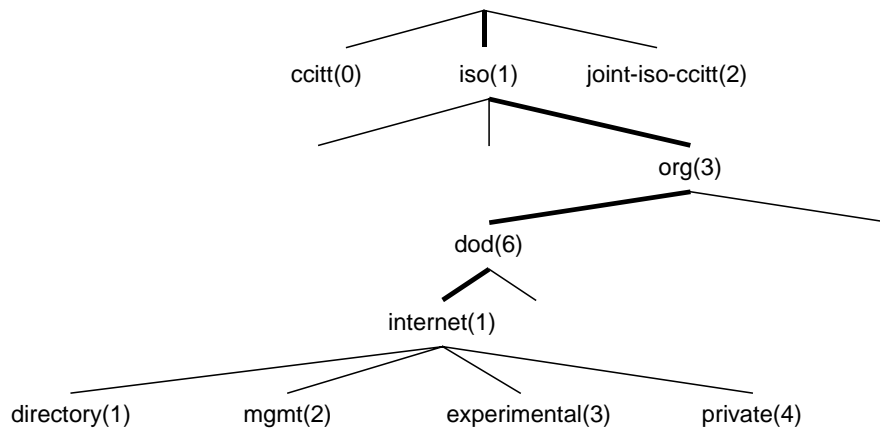 ccitt(0) iso(1) joint-iso-ccitt(2)
org(3)
dod(6)
internet(1)
directory(1) mgmt(2) experimental(3) private(4)